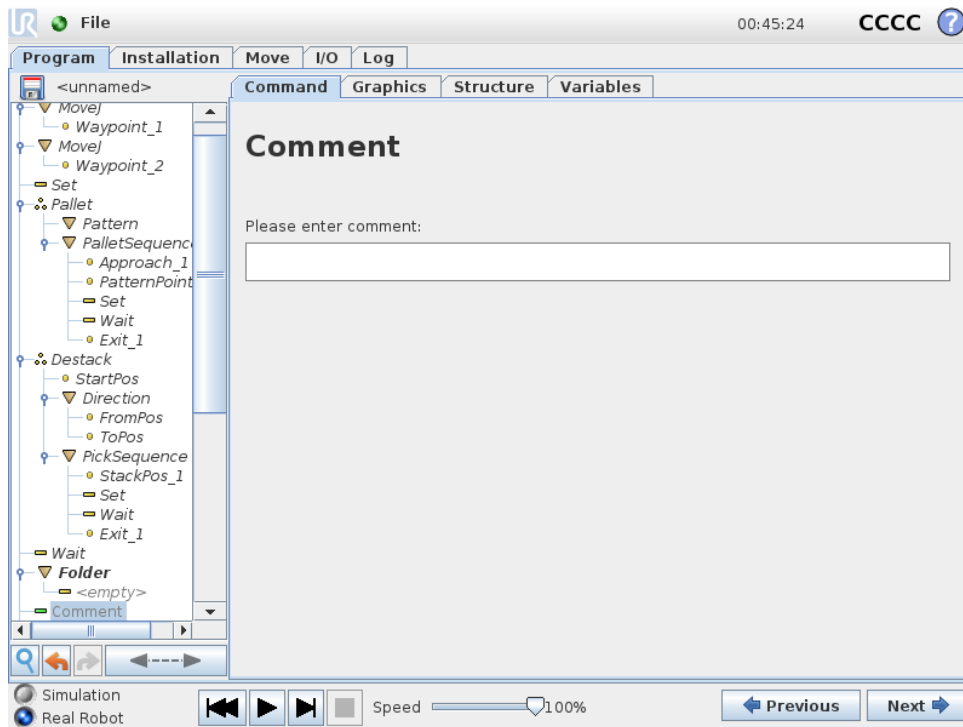 UR File 00:45:24 CCCC ?
Program Installation Move I/O Log
<unnamed> Command Graphics Structure Variables
MoveJ
Waypoint_1
MoveJ
Waypoint_2
Set
Pallet
Pattern
PalletSequenc
Approach_1
PatternPoint
Set
Wait
Exit_1
Destack
StartPos
Direction
FromPos
ToPos
PickSequence
StackPos_1
Set
Wait
Exit_1
Wait
Folder
<empty>
Comment
Comment
Please enter comment:
Simulation
Real Robot
Speed 100%
Previous Next